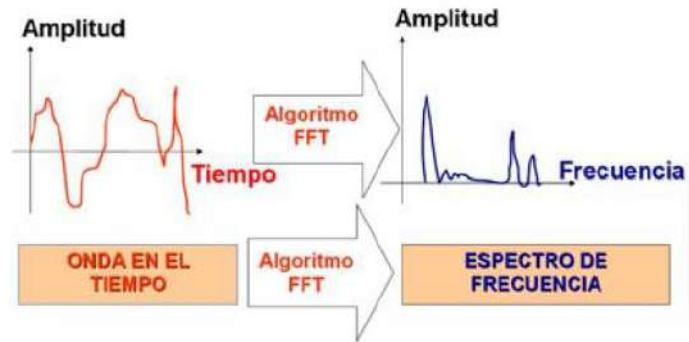 Amplitud
Amplitud
Algoritmo
FFT
Tiempo
Frecuencia
ONDA EN EL
TIEMPO
Algoritmo
FFT
ESPECTRO DE
FRECUENCIA